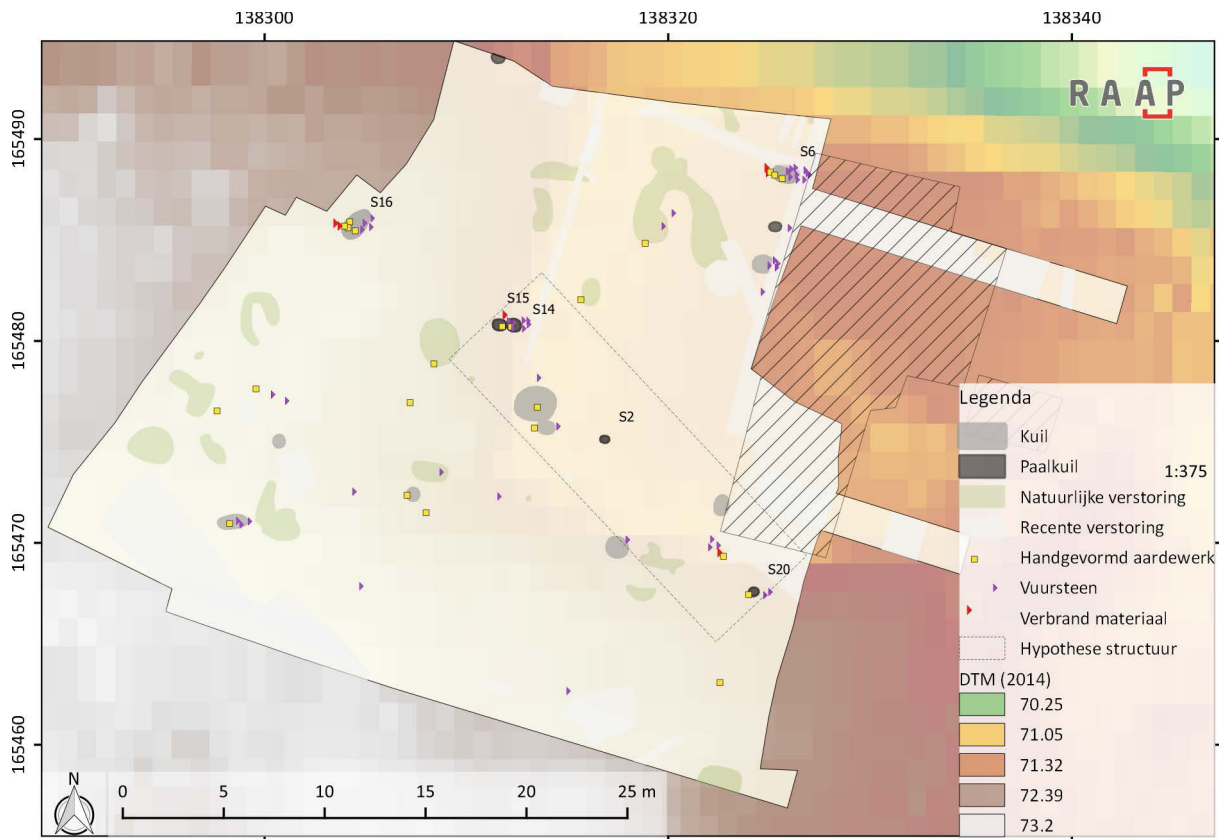 138300
138320
138340
RAAP
165490
165480
165470
165460
S6
S16
S15
S14
S2
S20
Legenda
Kuil
Paalkuil
1:375
Natuurlijke verstoring
Recente verstoring
Handgevormd aardewerk
Vuursteen
Verbrand materiaal
Hypothese structuur
DTM (2014)
70.25
71.05
71.32
72.39
73.2
N
0 5 10 15 20 25 m